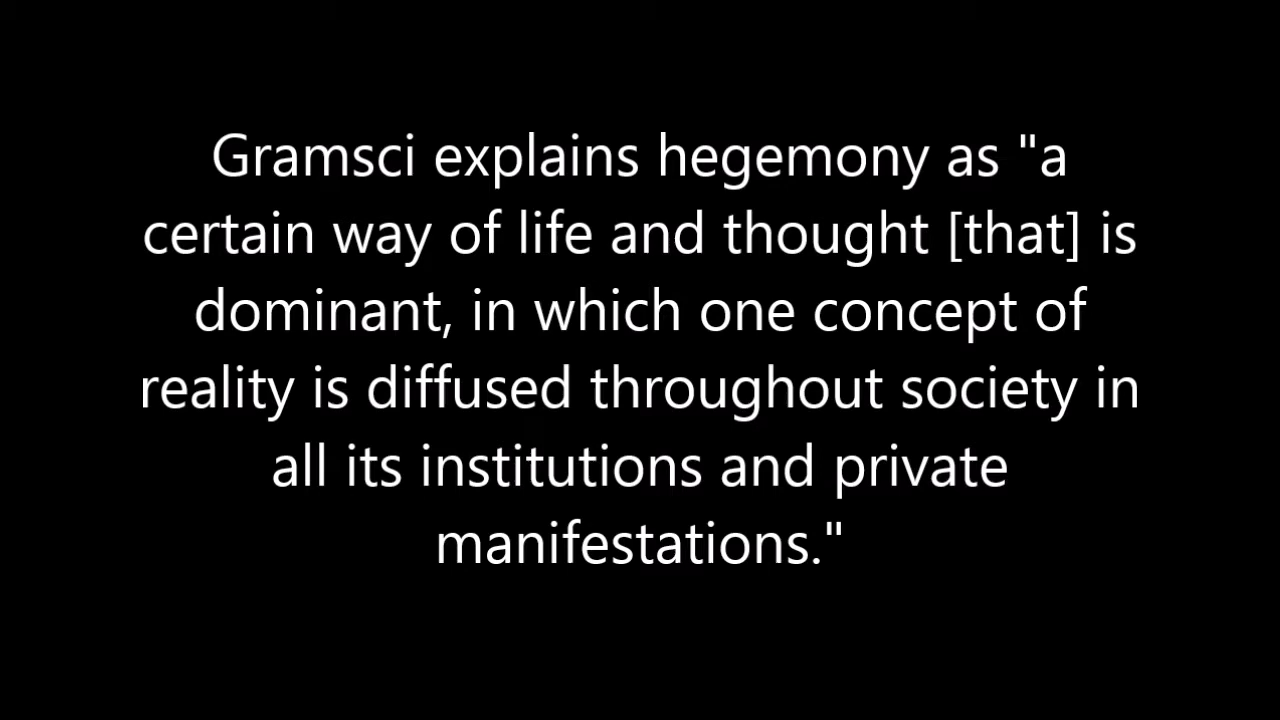 Gramsci explains hegemony as "a
certain way of life and thought [that] is
dominant, in which one concept of
reality is diffused throughout society in
all its institutions and private
manifestations."